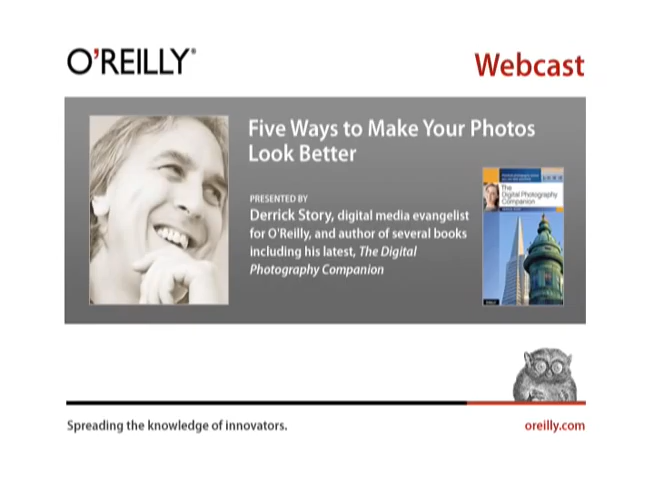 O'REILLY®
Webcast
Five Ways to Make Your Photos
Look Better
PRESENTED BY
Derrick Story, digital media evangelist
for O'Reilly, and author of several books
including his latest, The Digital
Photography Companion
The
Digital Photography
Companion
Spreading the knowledge of innovators.
oreilly.com